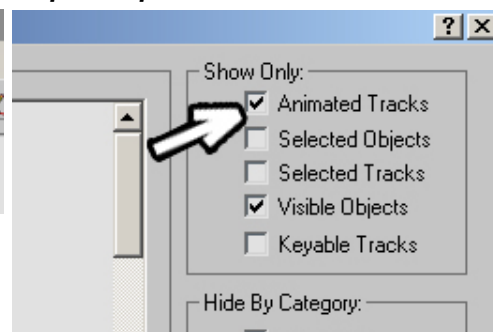 Show Only:
Animated Tracks
Selected Objects
Selected Tracks
Visible Objects
Keyable Tracks
Hide By Category: